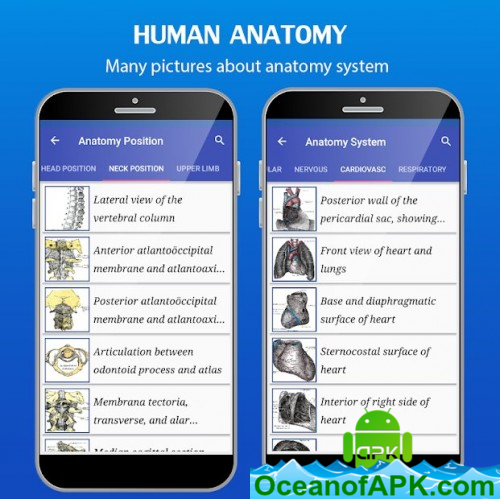 HUMAN ANATOMY
Many pictures about anatomy system
Anatomy Position
HEAD POSITION
NECK POSITION
UPPER LIMB
Lateral view of the
vertebral column
Anterior atlantoöccipital
membrane and atlantoaxi...
Posterior atlantoöccipital
membrane and atlantoaxi...
Articulation between
odontoid process and atlas
Membrana tectoria,
transverse, and alar...
Median sagittal section
Anatomy System
ULAR
NERVOUS
CARDIOVASC
RESPIRATORY
Posterior wall of the
pericardial sac, showing...
Front view of heart and
lungs
Base and diaphragmatic
surface of heart
Sternocostal surface of
heart
Interior of right side of
heart
APK
OceanofAPK.com